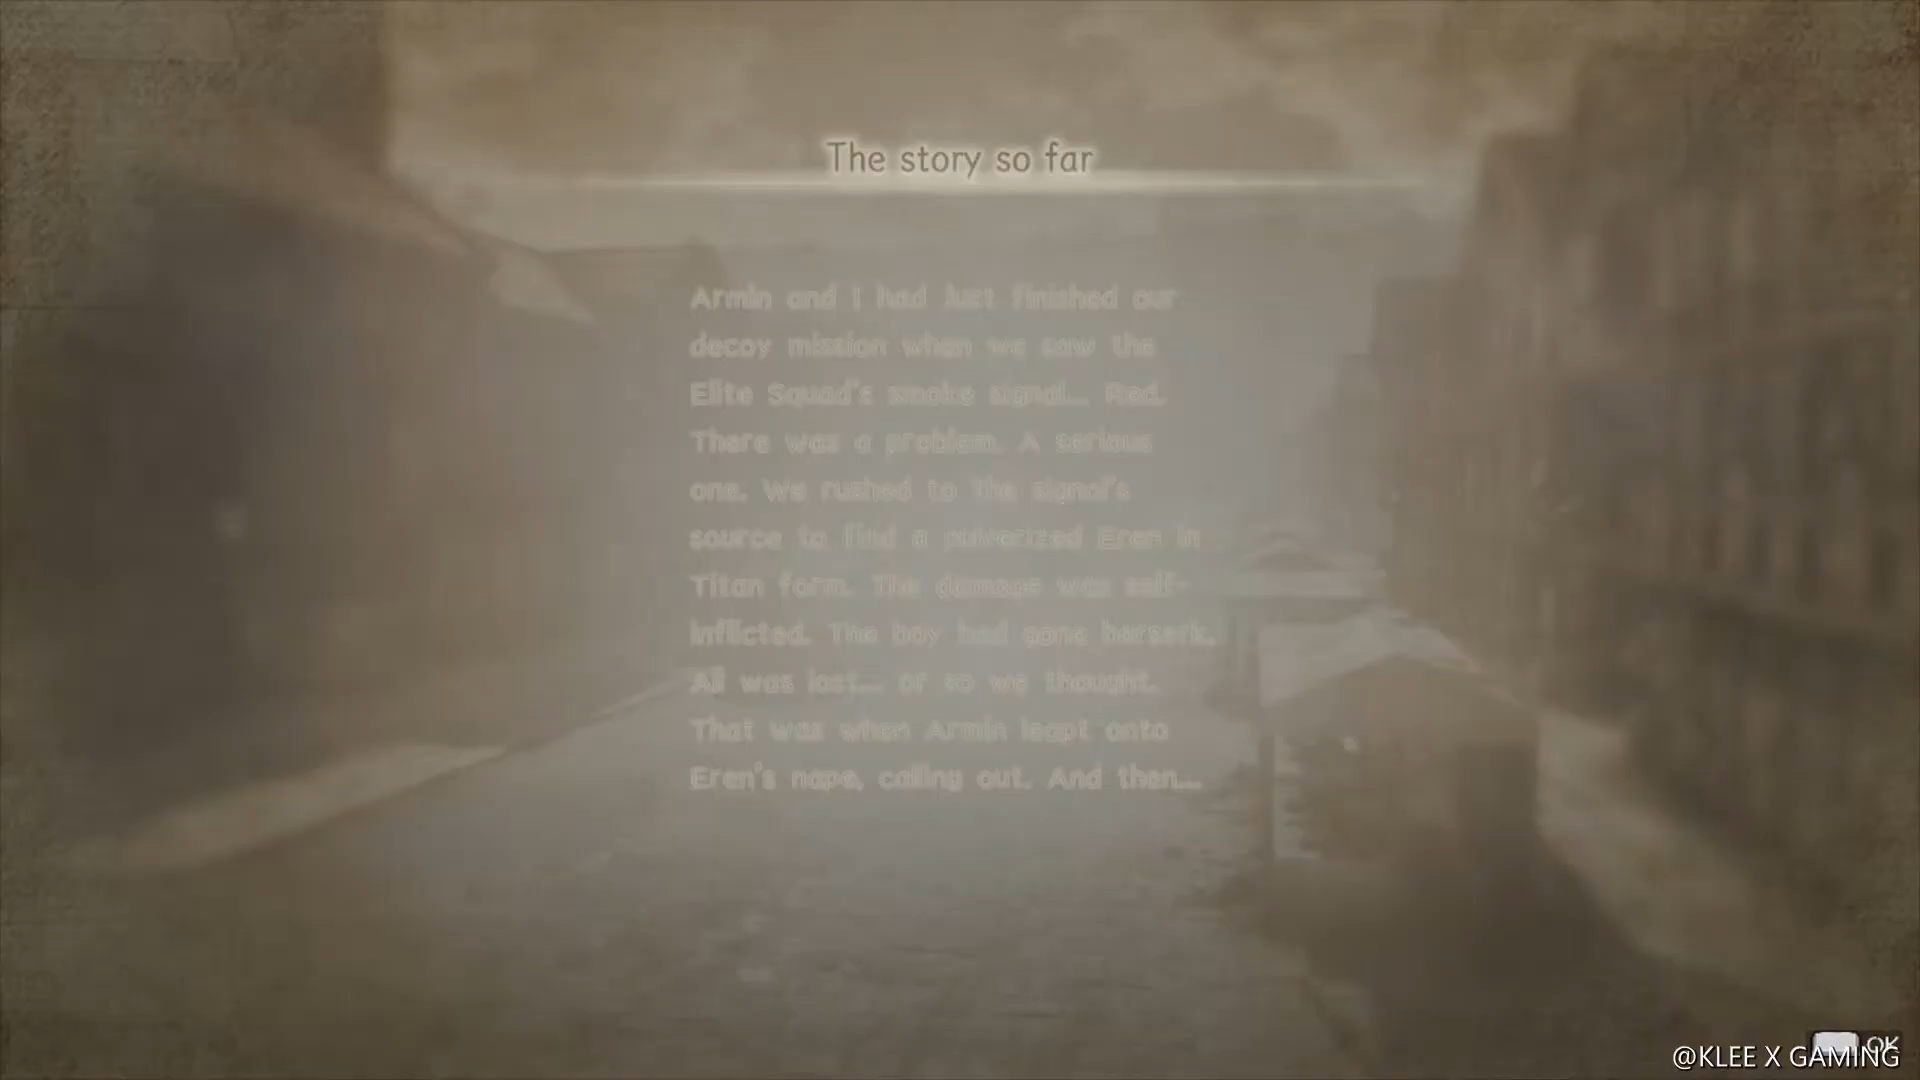 The story so far
Armin and I had just finished our
decoy mission when we saw the
Elite Squad's smoke signal... Red.
There was a problem. A serious
one. We rushed to the signal's
source to find a pulverized Eren in
Titan form. The damage was self-
inflicted. The boy had gone berserk.
All was lost... or so we thought.
That was when Armin leapt onto
Eren's nape, calling out. And then...
OK
@KLEE X GAMING